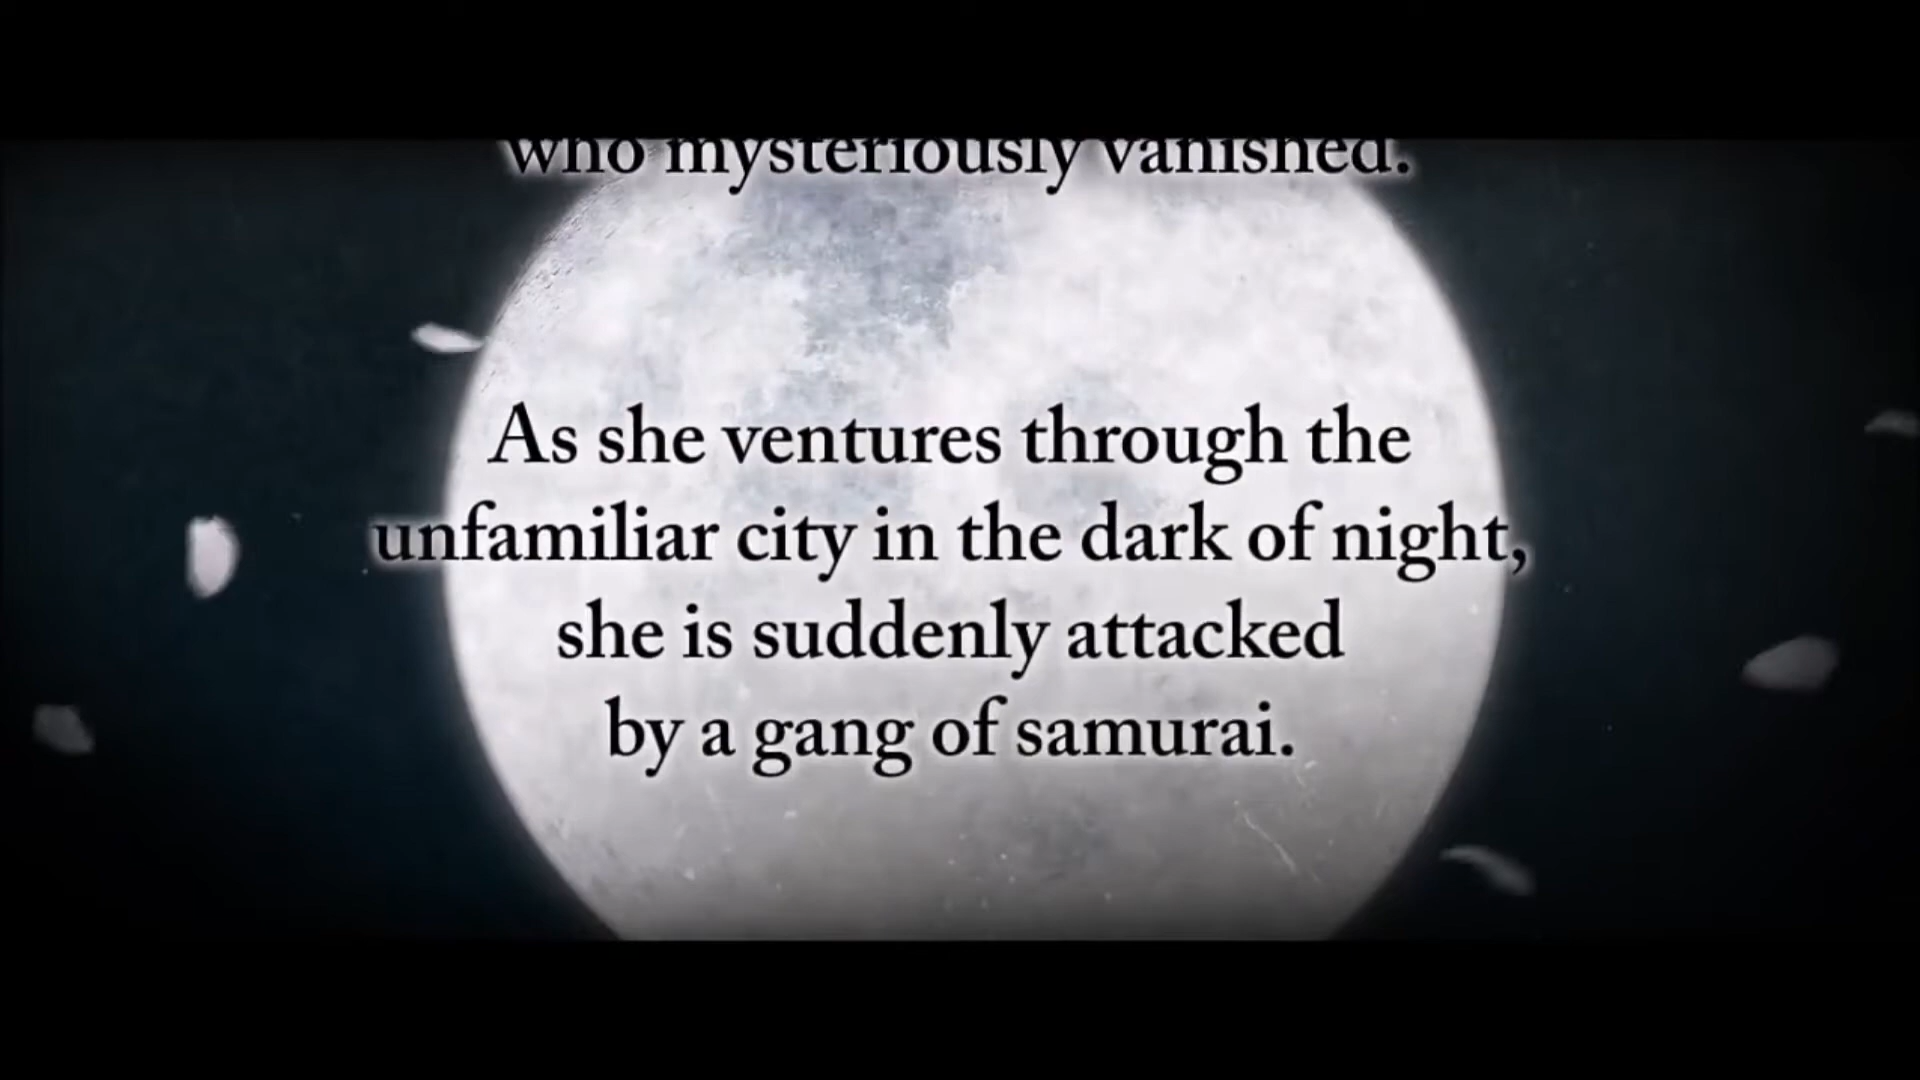 who mysteriously vanished.
As she ventures through the
unfamiliar city in the dark of night,
she is suddenly attacked
by a gang of samurai.